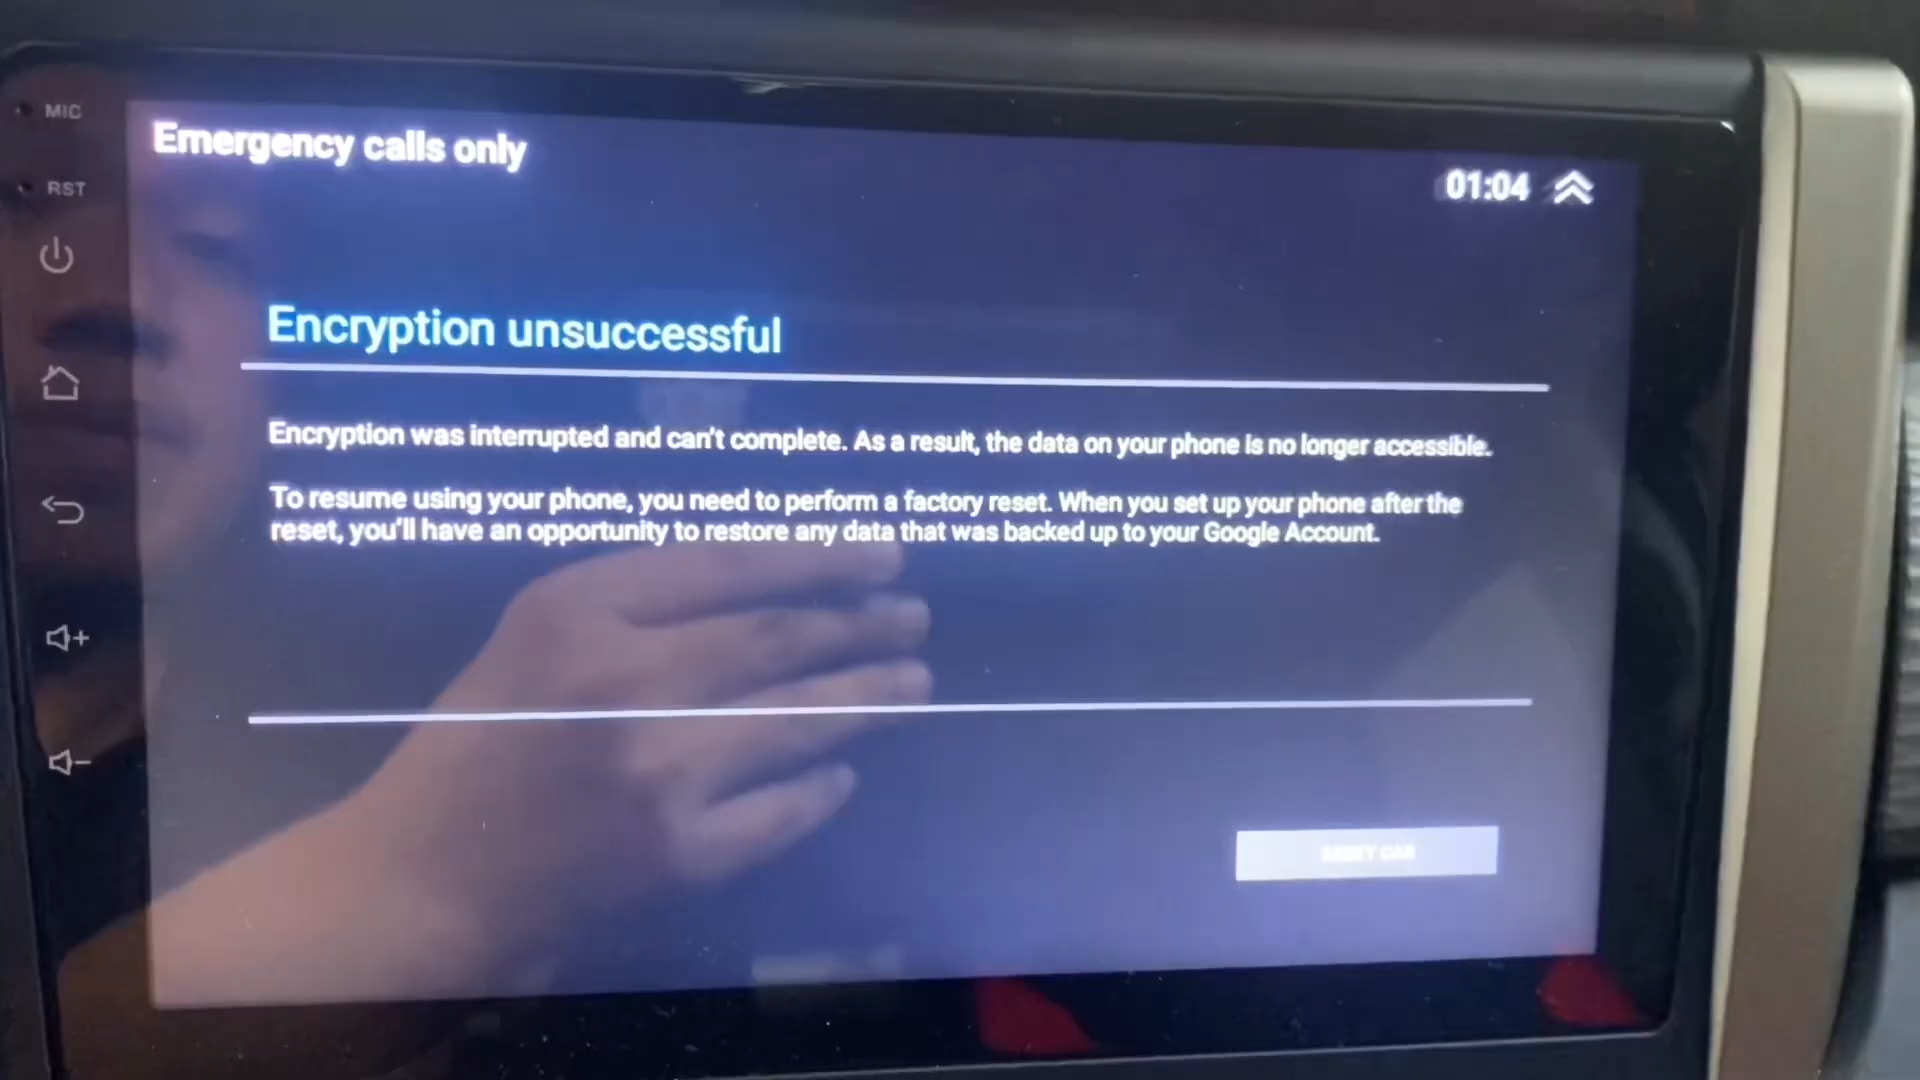 MIC
RST
Emergency calls only
01:04
Encryption unsuccessful
Encryption was interrupted and can't complete. As a result, the data on your phone is no longer accessible.
To resume using your phone, you need to perform a factory reset. When you set up your phone after the
reset, you'll have an opportunity to restore any data that was backed up to your Google Account.
RESET CAR